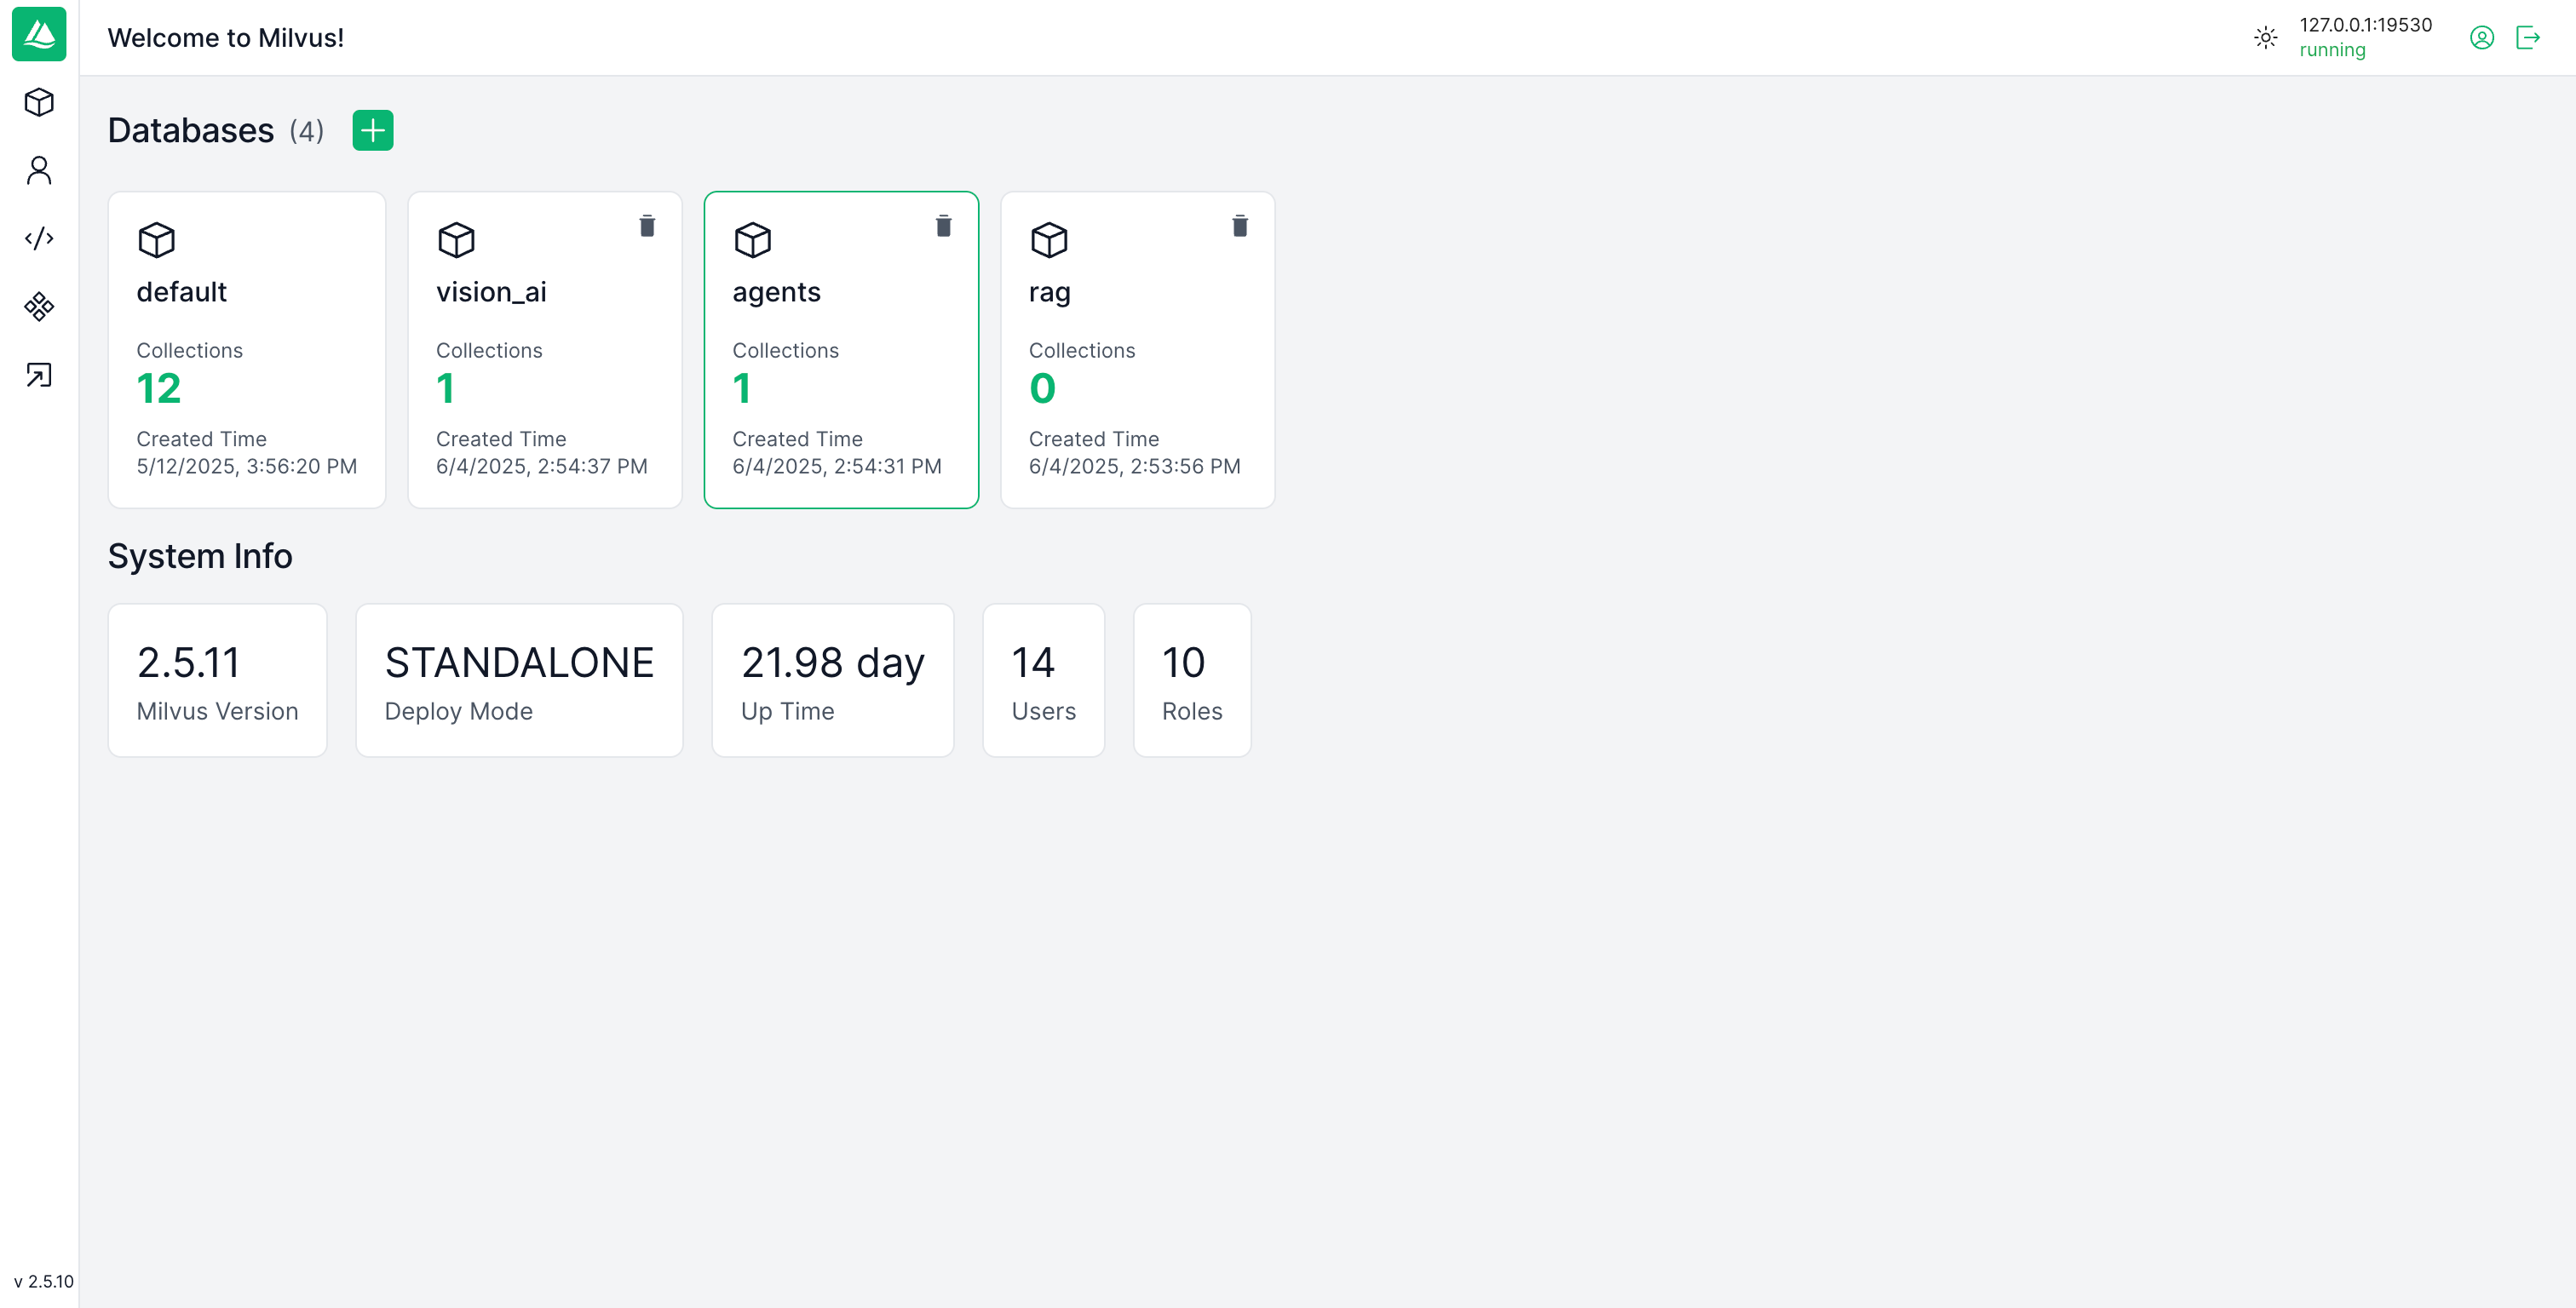 Welcome to Milvus!
127.0.0.1:19530
running
Databases (4)
default
Collections
12
Created Time
5/12/2025, 3:56:20 PM
vision_ai
Collections
1
Created Time
6/4/2025, 2:54:37 PM
agents
Collections
1
Created Time
6/4/2025, 2:54:31 PM
rag
Collections
0
Created Time
6/4/2025, 2:53:56 PM
System Info
2.5.11
Milvus Version
STANDALONE
Deploy Mode
21.98 day
Up Time
14
Users
10
Roles
v 2.5.10